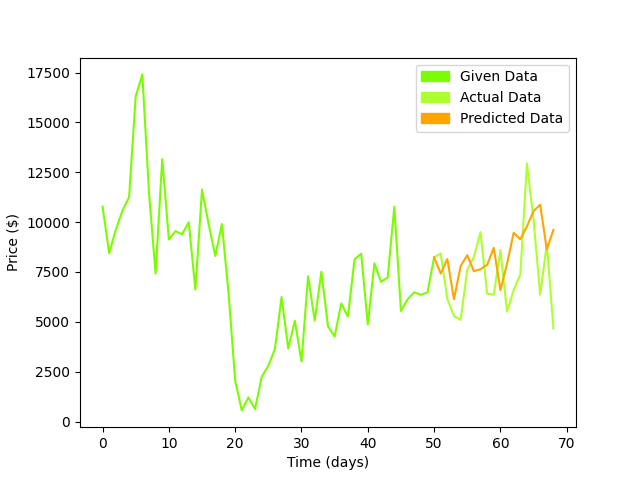 17500
15000
12500
10000
7500
5000
2500
0
Price ($)
Given Data
Actual Data
Predicted Data
0 10 20 30 40 50 60 70
Time (days)